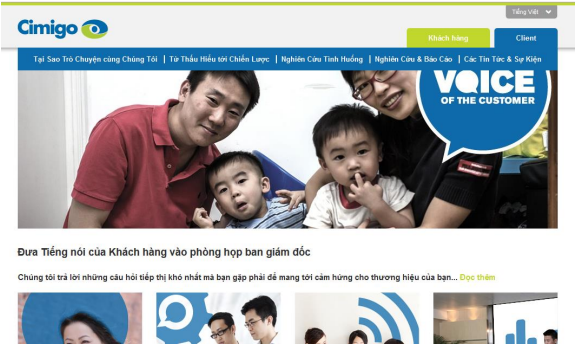 Tiếng Việt
Cimigo
Khách hàng
Client
Tại Sao Trò Chuyện cùng Chúng Tôi | Từ Thấu Hiểu tới Chiến Lược | Nghiên Cứu Tình Huống | Nghiên Cứu & Báo Cáo | Các Tin Tức & Sự Kiện
VOICE
OF THE CUSTOMER
Đưa Tiếng nói của Khách hàng vào phòng họp ban giám đốc
Chúng tôi trả lời những câu hỏi tiếp thị khó nhất mà bạn gặp phải để mang tới cảm hứng cho thương hiệu của bạn... Đọc thêm